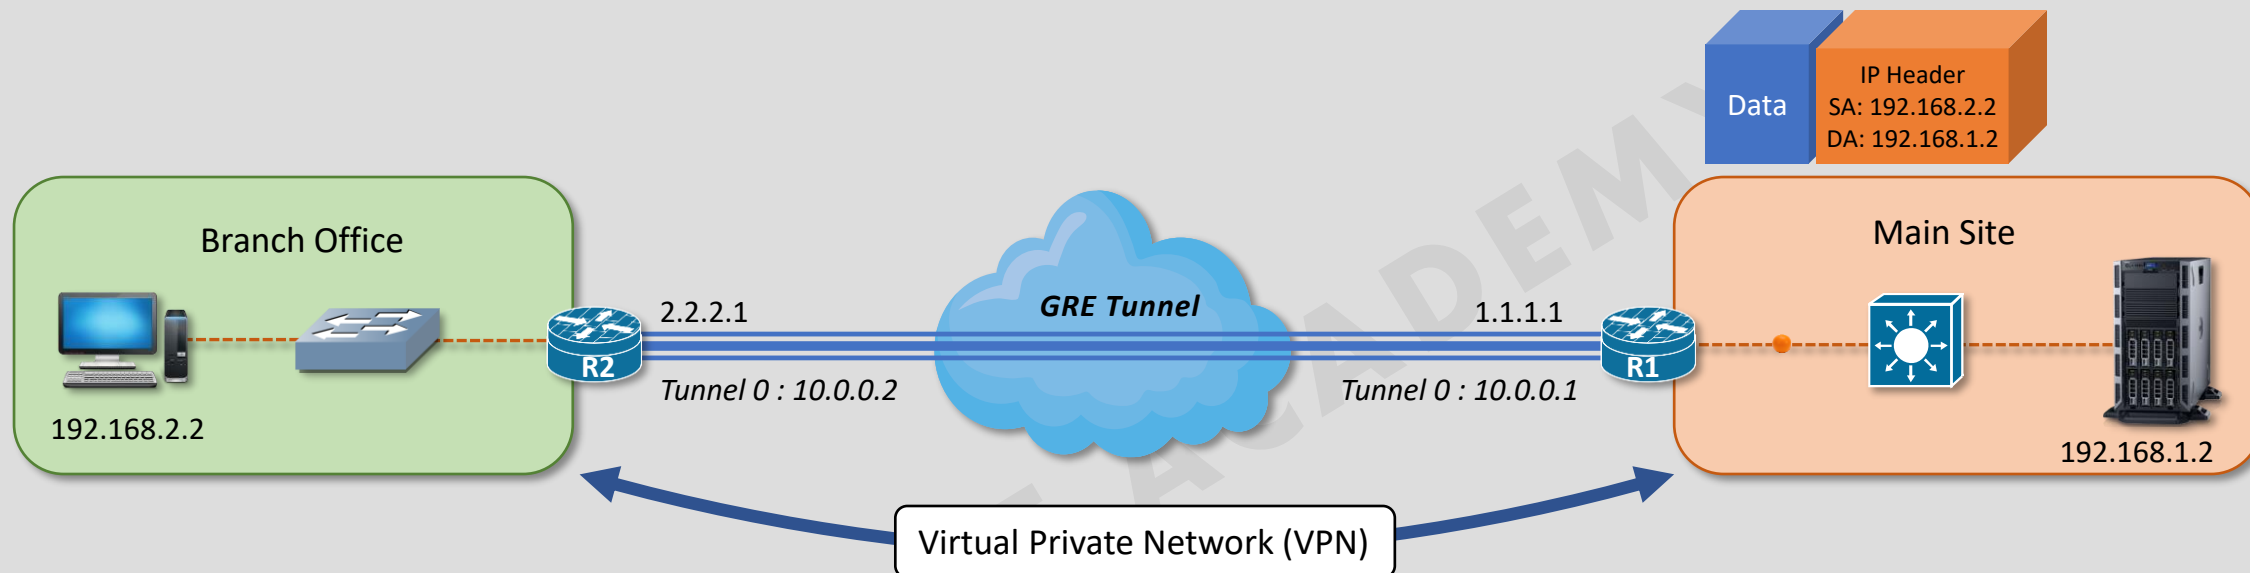 Data
IP Header
SA: 192.168.2.2
DA: 192.168.1.2
Branch Office
Main Site
2.2.2.1
GRE Tunnel
1.1.1.1
R2
R1
Tunnel 0 : 10.0.0.2
Tunnel 0 : 10.0.0.1
192.168.2.2
192.168.1.2
Virtual Private Network (VPN)
ACADEMY